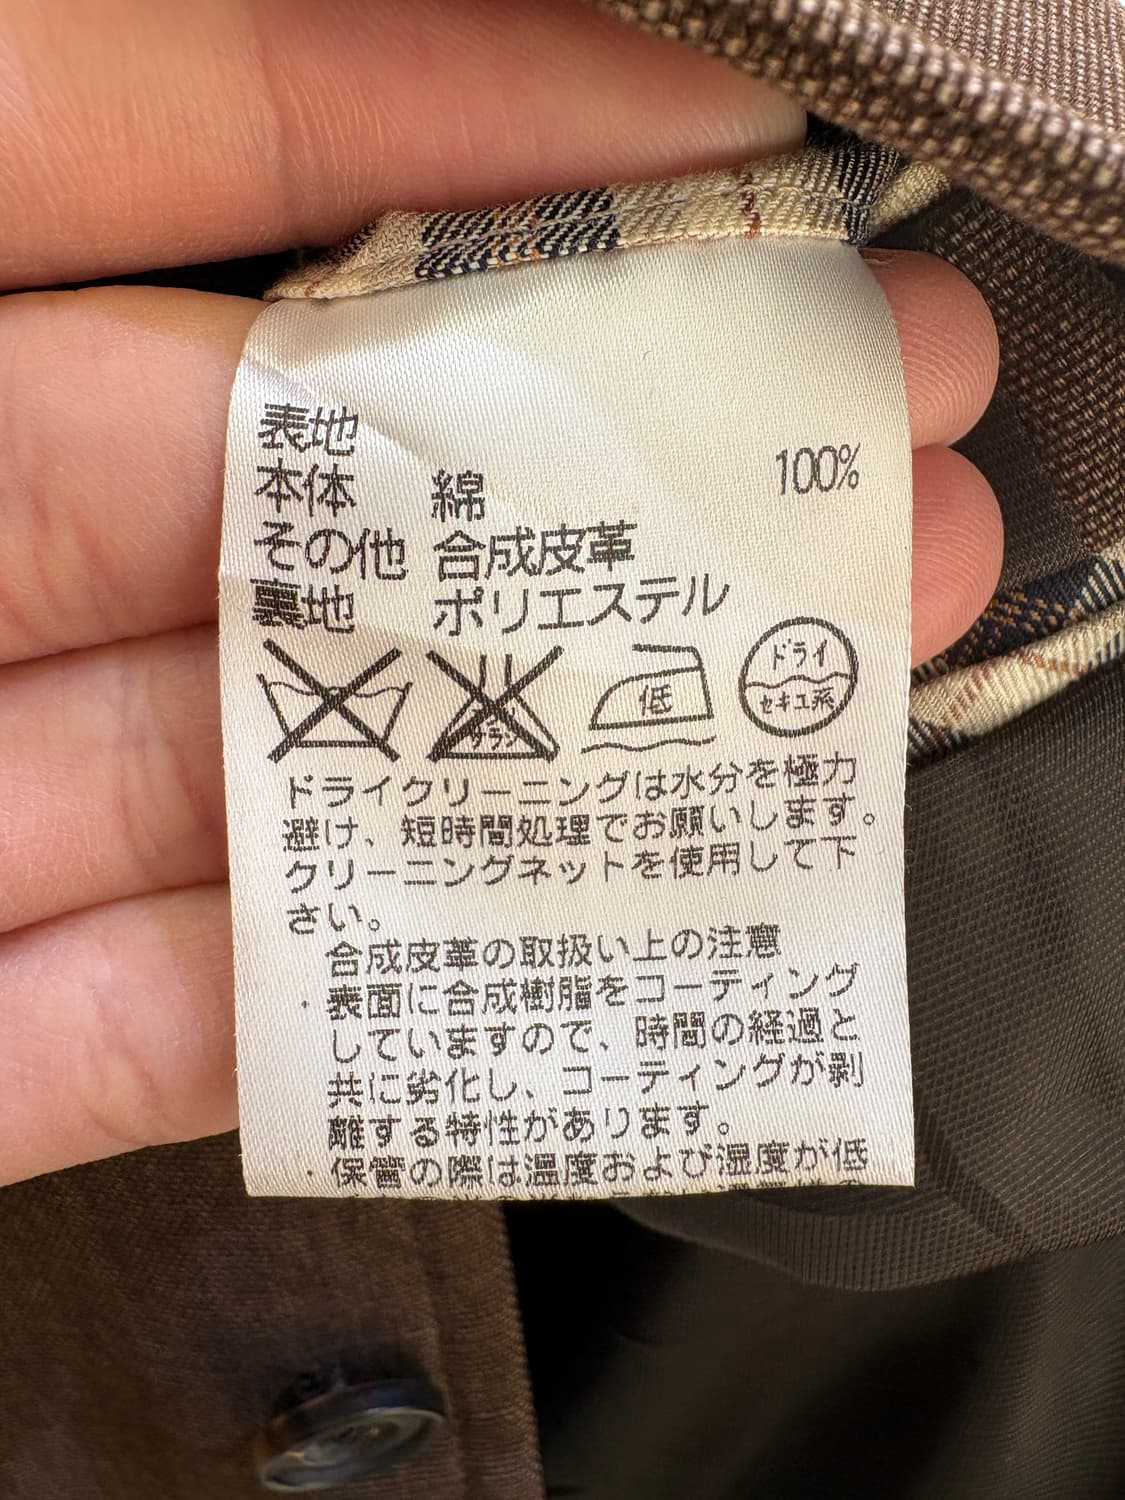 表地
本体 綿 100%
その他 合成皮革
裏地 ポリエステル
サラシ
低
ドライ
セキユ系
ドライクリーニングは水分を極力
避け、短時間処理でお願いします。
クリーニングネットを使用して下
さい。
合成皮革の取扱い上の注意
・表面に合成樹脂をコーティング
していますので、時間の経過と
共に劣化し、コーティングが剥
離する特性があります。
・保管の際は温度および湿度が低